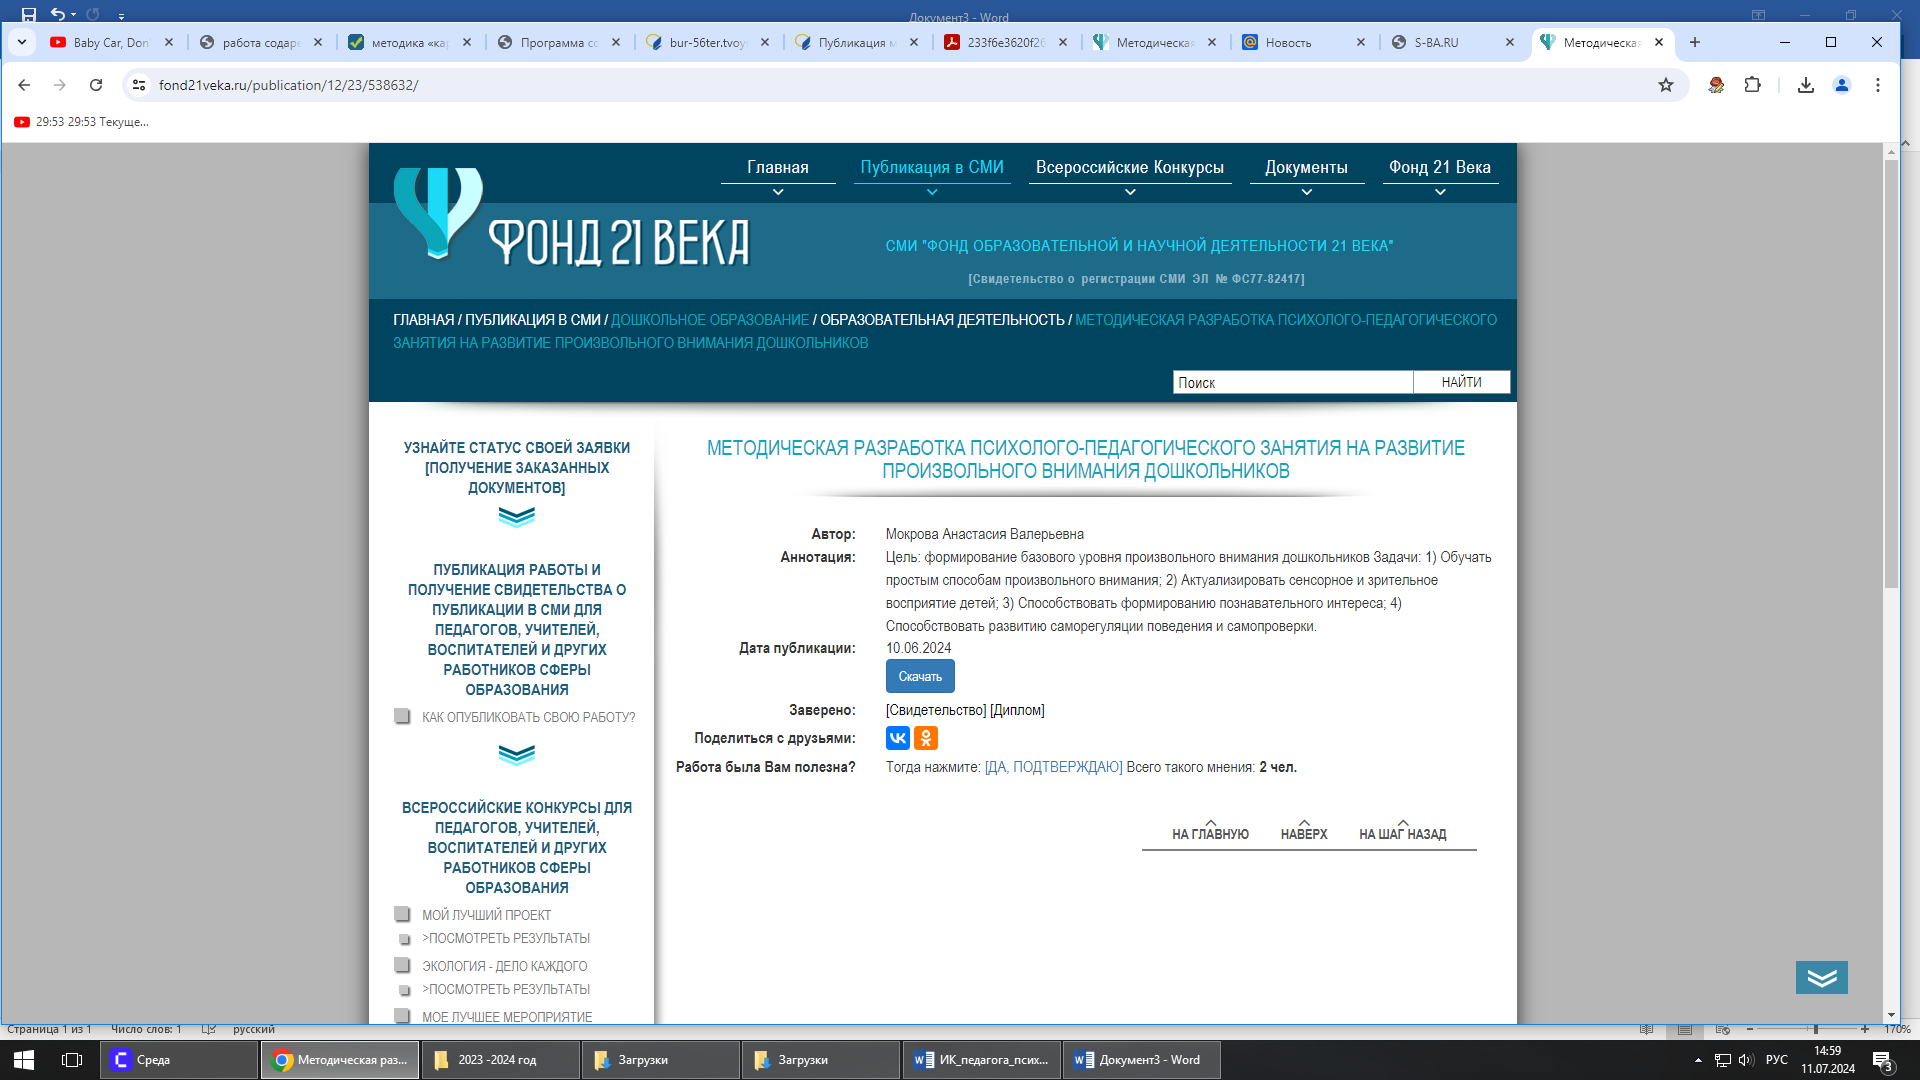 Документ3 - Word
Baby Car, Don'
работа содаре
методика «кар
Программа сс
bur-56ter.tvoy
Публикация м
233f6e3620f26
Методическая
Новость
S-BA.RU
Методическая
fond21veka.ru/publication/12/23/538632/
29:53 29:53 Текуще...
Главная
Публикация в СМИ
Всероссийские Конкурсы
Документы
Фонд 21 Века
ФОНД 21 ВЕКА
СМИ "ФОНД ОБРАЗОВАТЕЛЬНОЙ И НАУЧНОЙ ДЕЯТЕЛЬНОСТИ 21 ВЕКА"
[Свидетельство о регистрации СМИ ЭЛ № ФС77-82417]
ГЛАВНАЯ / ПУБЛИКАЦИЯ В СМИ / ДОШКОЛЬНОЕ ОБРАЗОВАНИЕ / ОБРАЗОВАТЕЛЬНАЯ ДЕЯТЕЛЬНОСТЬ / МЕТОДИЧЕСКАЯ РАЗРАБОТКА ПСИХОЛОГО-ПЕДАГОГИЧЕСКОГО
ЗАНЯТИЯ НА РАЗВИТИЕ ПРОИЗВОЛЬНОГО ВНИМАНИЯ ДОШКОЛЬНИКОВ
Поиск
НАЙТИ
УЗНАЙТЕ СТАТУС СВОЕЙ ЗАЯВКИ
[ПОЛУЧЕНИЕ ЗАКАЗАННЫХ
ДОКУМЕНТОВ]
ПУБЛИКАЦИЯ РАБОТЫ И
ПОЛУЧЕНИЕ СВИДЕТЕЛЬСТВА О
ПУБЛИКАЦИИ В СМИ ДЛЯ
ПЕДАГОГОВ, УЧИТЕЛЕЙ,
ВОСПИТАТЕЛЕЙ И ДРУГИХ
РАБОТНИКОВ СФЕРЫ
ОБРАЗОВАНИЯ
КАК ОПУБЛИКОВАТЬ СВОЮ РАБОТУ?
ВСЕРОССИЙСКИЕ КОНКУРСЫ ДЛЯ
ПЕДАГОГОВ, УЧИТЕЛЕЙ,
ВОСПИТАТЕЛЕЙ И ДРУГИХ
РАБОТНИКОВ СФЕРЫ
ОБРАЗОВАНИЯ
МОЙ ЛУЧШИЙ ПРОЕКТ
>ПОСМОТРЕТЬ РЕЗУЛЬТАТЫ
ЭКОЛОГИЯ - ДЕЛО КАЖДОГО
>ПОСМОТРЕТЬ РЕЗУЛЬТАТЫ
МОЕ ЛУЧШЕЕ МЕРОПРИЯТИЕ
МЕТОДИЧЕСКАЯ РАЗРАБОТКА ПСИХОЛОГО-ПЕДАГОГИЧЕСКОГО ЗАНЯТИЯ НА РАЗВИТИЕ
ПРОИЗВОЛЬНОГО ВНИМАНИЯ ДОШКОЛЬНИКОВ
Автор: Мокрова Анастасия Валерьевна
Аннотация: Цель: формирование базового уровня произвольного внимания дошкольников Задачи: 1) Обучать
простым способам произвольного внимания; 2) Актуализировать сенсорное и зрительное
восприятие детей; 3) Способствовать формированию познавательного интереса; 4)
Способствовать развитию саморегуляции поведения и самопроверки.
Дата публикации: 10.06.2024
Скачать
Заверено: [Свидетельство] [Диплом]
Поделиться с друзьями:
Работа была Вам полезна? Тогда нажмите: [ДА, ПОДТВЕРЖДАЮ] Всего такого мнения: 2 чел.
НА ГЛАВНУЮ
НАВЕРХ
НА ШАГ НАЗАД
Страница 1 из 1
Число слов: 1
русский
170%
Среда
Методическая раз...
2023 -2024 год
Загрузки
Загрузки
ИК_педагога_псих...
Документ3 - Word
РУС
14:59
11.07.2024
3